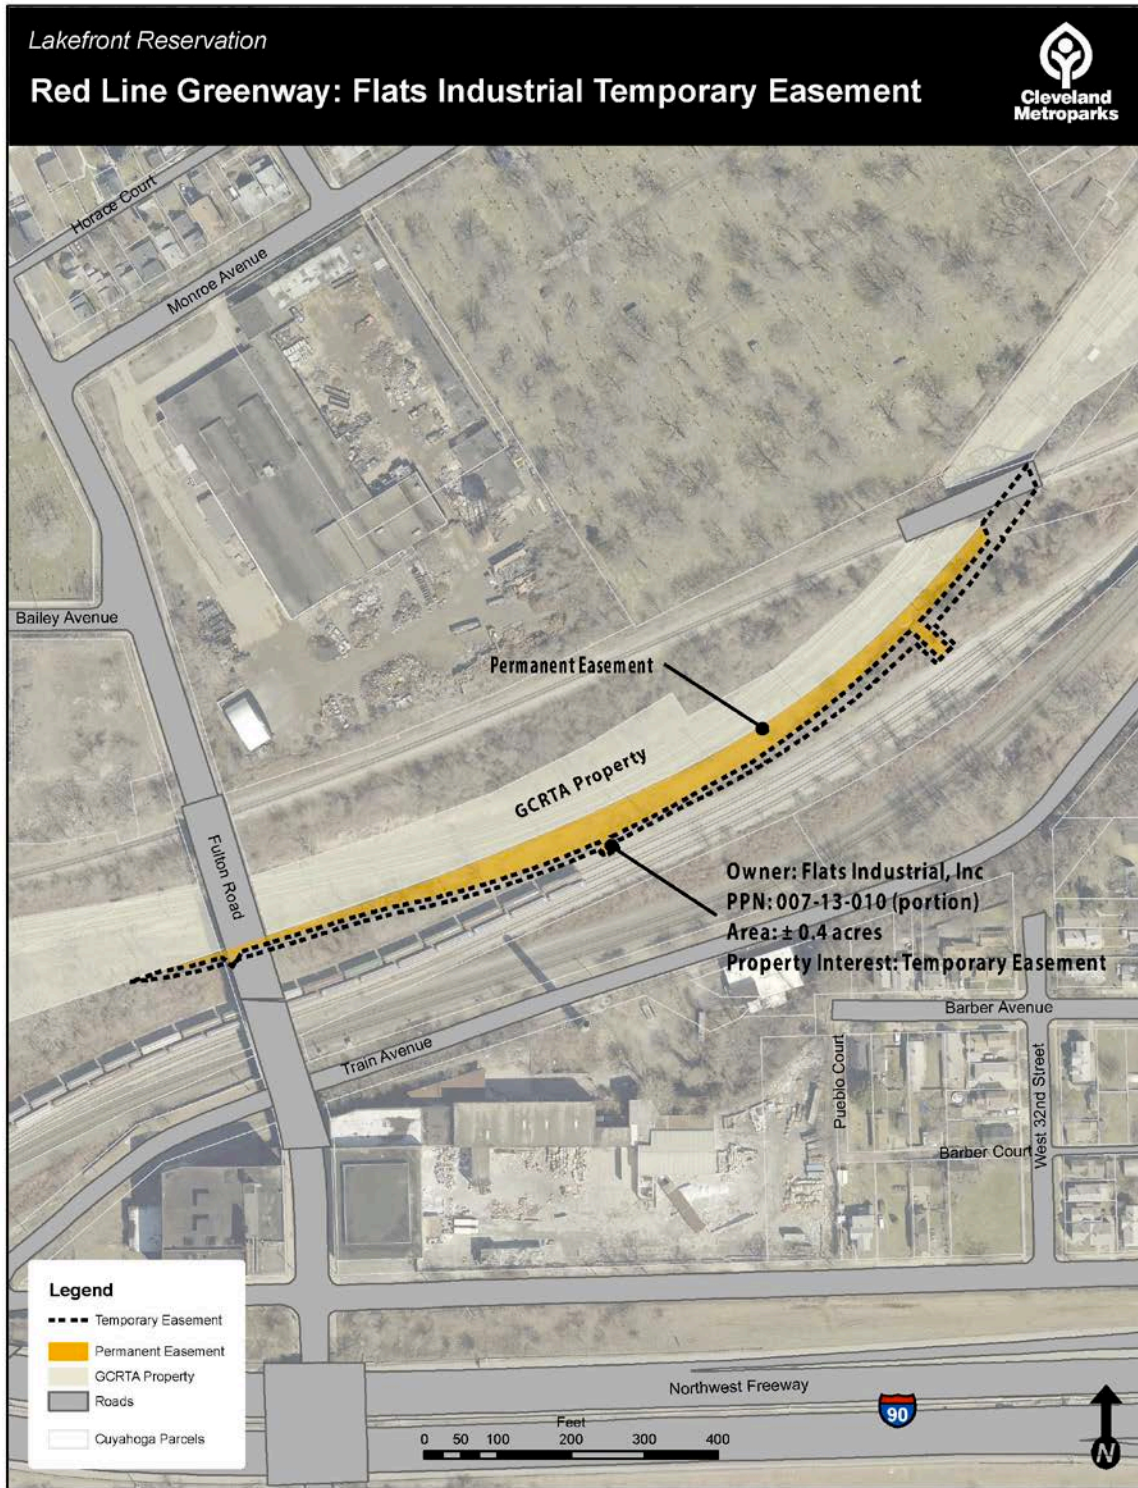 Lakefront Reservation
Red Line Greenway: Flats Industrial Temporary Easement
Cleveland
Metroparks
Horace Court
Monroe Avenue
Bailey Avenue
Permanent Easement
GCRTA Property
Fulton Road
Owner: Flats Industrial, Inc
PPN: 007-13-010 (portion)
Area: ± 0.4 acres
Property Interest: Temporary Easement
Barber Avenue
Train Avenue
Pueblo Court
West 32nd Street
Barber Court
Legend
Temporary Easement
Permanent Easement
GCRTA Property
Roads
Cuyahoga Parcels
Northwest Freeway
90
Feet
0 50 100 200 300 400
N